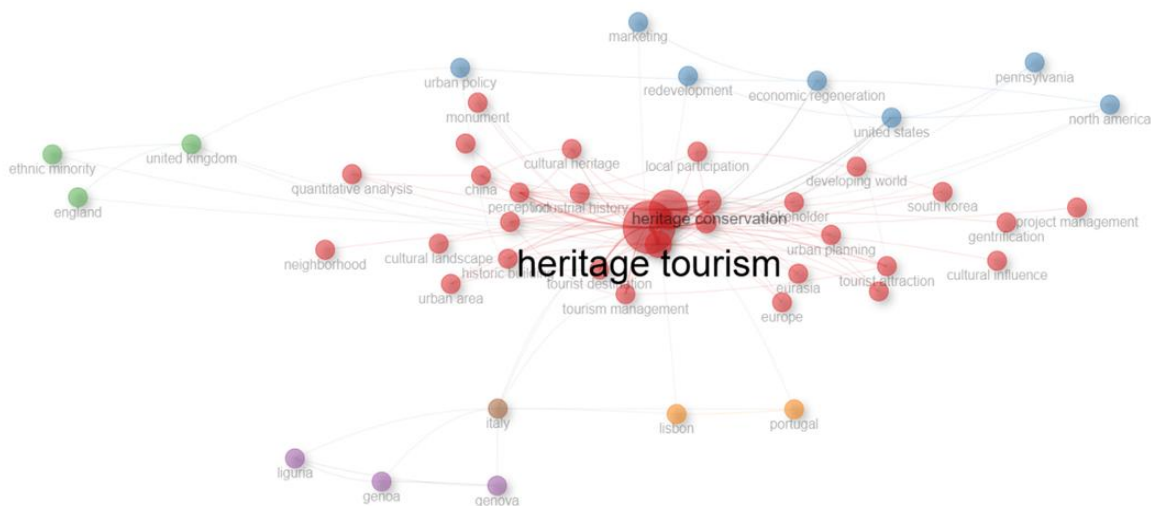 marketing
pennsylvania
urban policy
redevelopment
economic regeneration
monument
north america
united states
ethnic minority
united kingdom
cultural heritage
local participation
quantitative analysis
china
developing world
england
perception
industrial history
south korea
heritage conservation
project management
gentrification
neighborhood
cultural landscape
urban planning
heritage tourism
tourist destination
tourist attraction
cultural influence
urban area
eurasia
tourism management
europe
italy
lisbon
portugal
liguria
genoa
genova